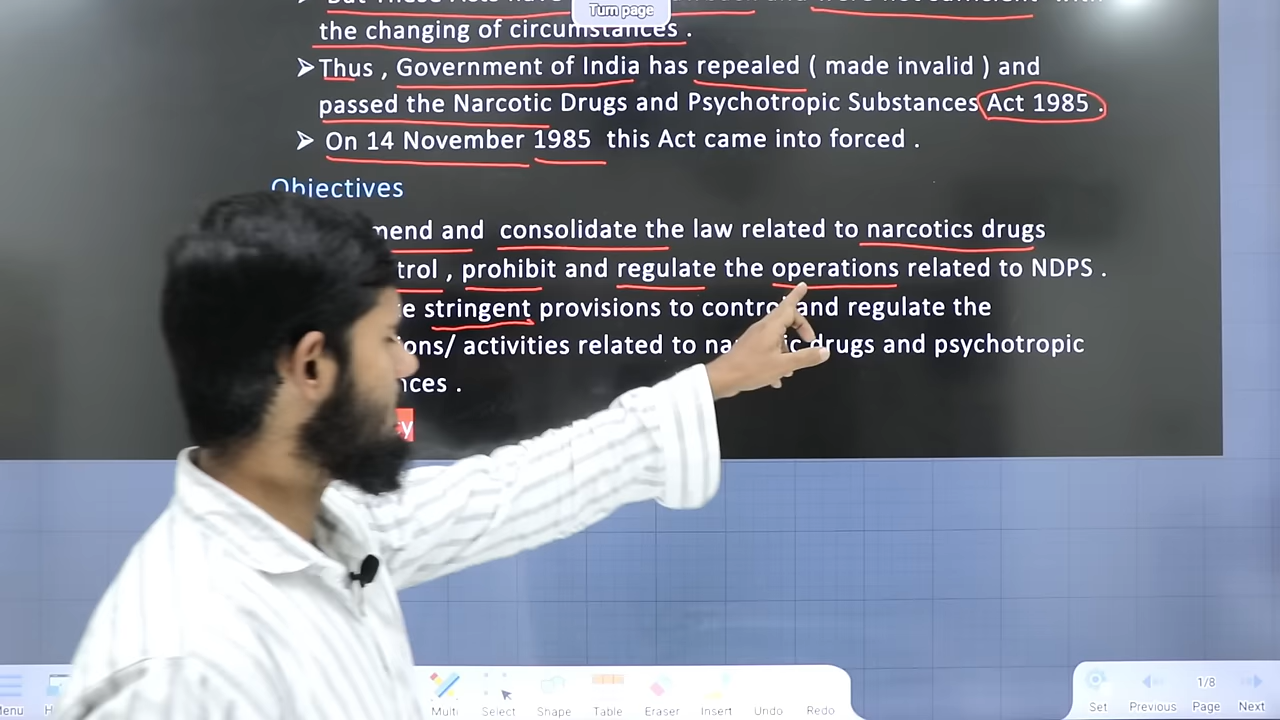 Turn page
the changing of circumstances .
➤Thus , Government of India has repealed ( made invalid ) and
passed the Narcotic Drugs and Psychotropic Substances Act 1985 .
➤ On 14 November 1985 this Act came into forced .
Objectives
mend and consolidate the law related to narcotics drugs
trol , prohibit and regulate the operations related to NDPS .
stringent provisions to control and regulate the
ions/ activities related to drugs and psychotropic
nces .
Multi Select Shape Table Eraser Insert Undo Redo
1/8
Set Previous Page Next